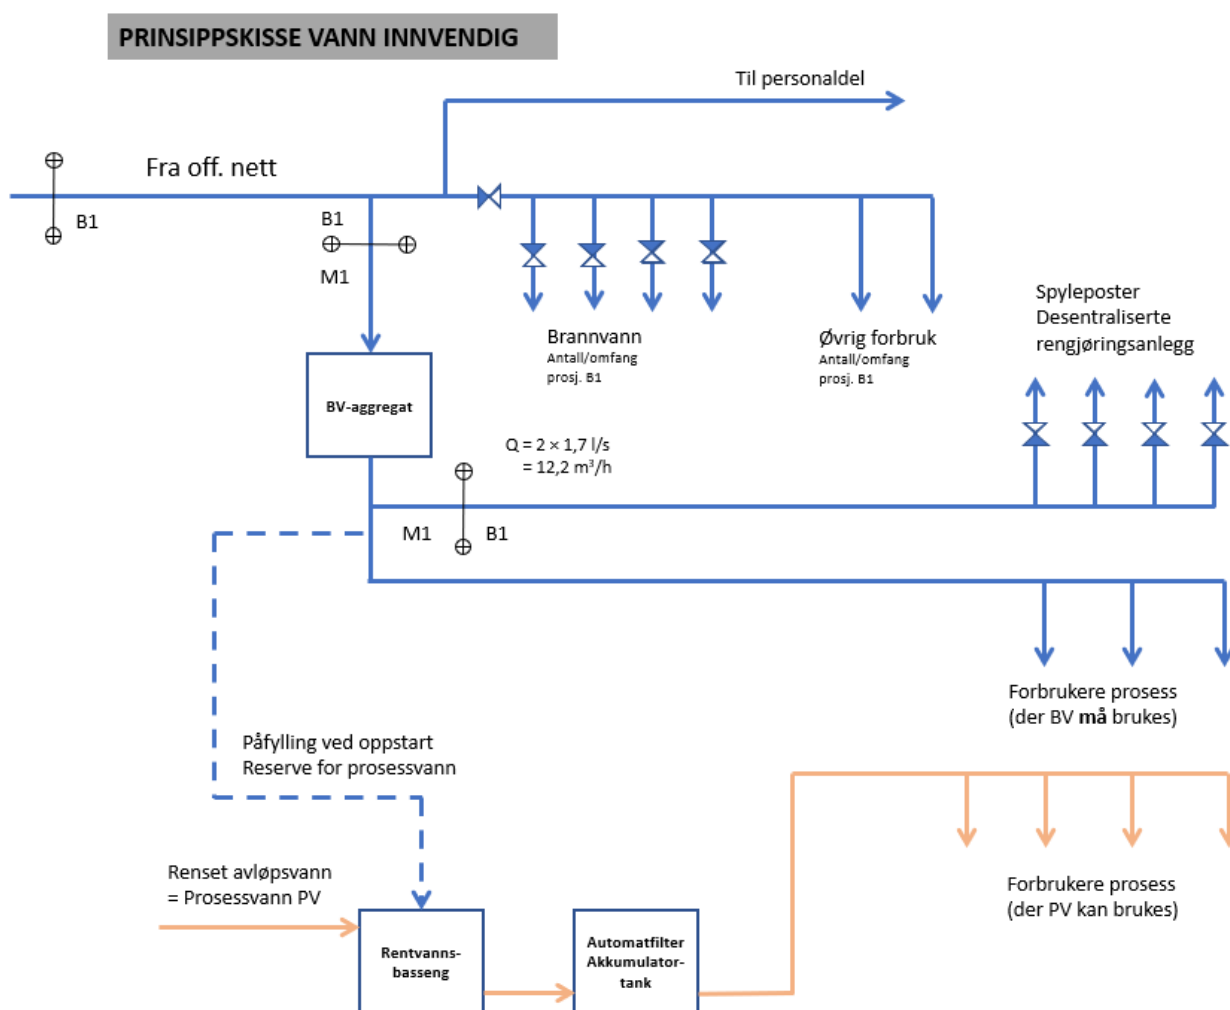 PRINSIPPSKISSE VANN INNVENDIG
Til personaldel
Fra off. nett
B1
B1
M1
Brannvann
Antall/omfang
prosj. B1
Øvrig forbruk
Antall/omfang
prosj. B1
Spyleposter
Desentraliserte
rengjøringsanlegg
BV-aggregat
Q = 2 × 1,7 l/s
= 12,2 m³/h
M1
B1
Forbrukere prosess
(der BV må brukes)
Påfylling ved oppstart
Reserve for prosessvann
Renset avløpsvann
= Prosessvann PV
Forbrukere prosess
(der PV kan brukes)
Rentvanns-
basseng
Automatfilter
Akkumulator-
tank